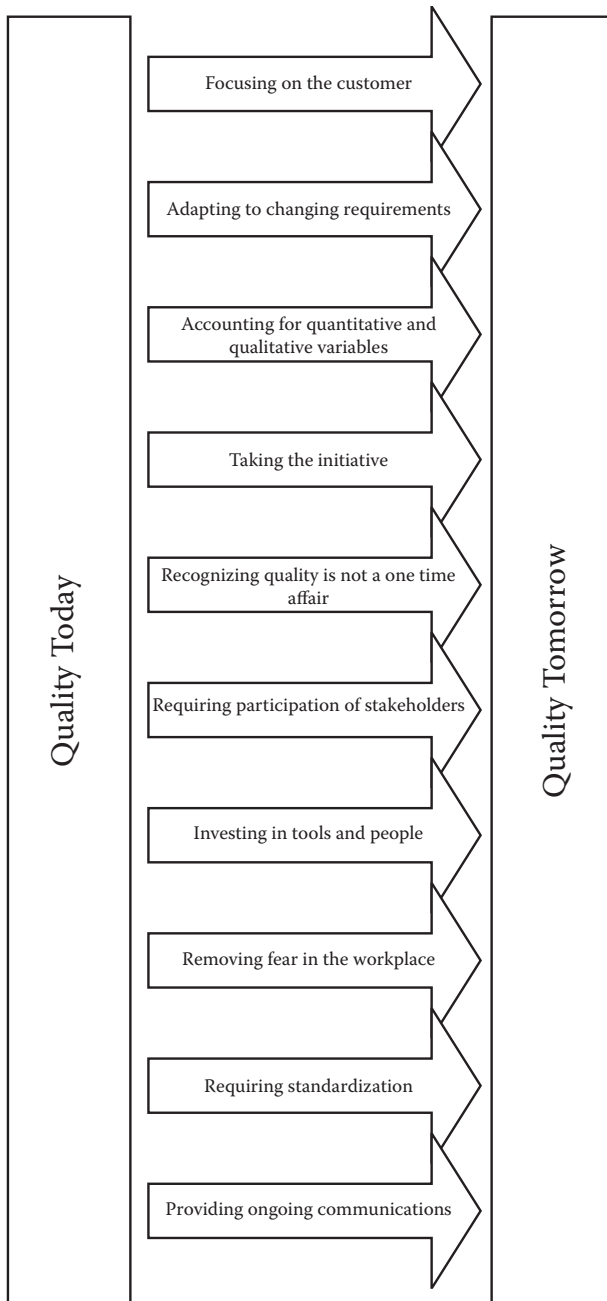 Quality Today
Focusing on the customer
Adapting to changing requirements
Accounting for quantitative and
qualitative variables
Taking the initiative
Recognizing quality is not a one time
affair
Requiring participation of stakeholders
Investing in tools and people
Removing fear in the workplace
Requiring standardization
Providing ongoing communications
Quality Tomorrow